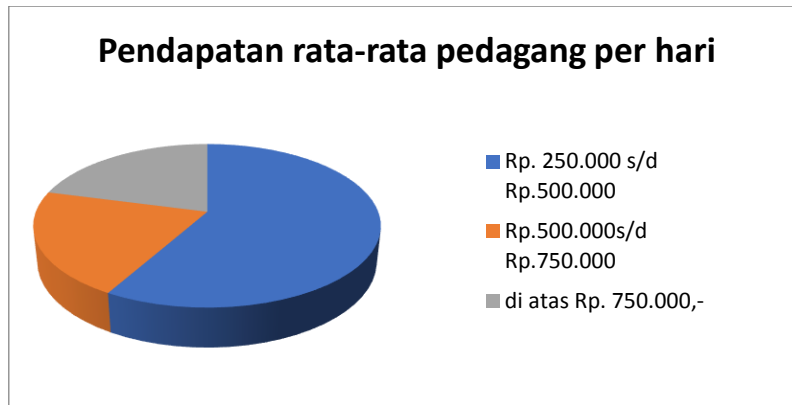 Pendapatan rata-rata pedagang per hari
Rp. 250.000 s/d
Rp.500.000
Rp.500.000s/d
Rp.750.000
di atas Rp. 750.000,-